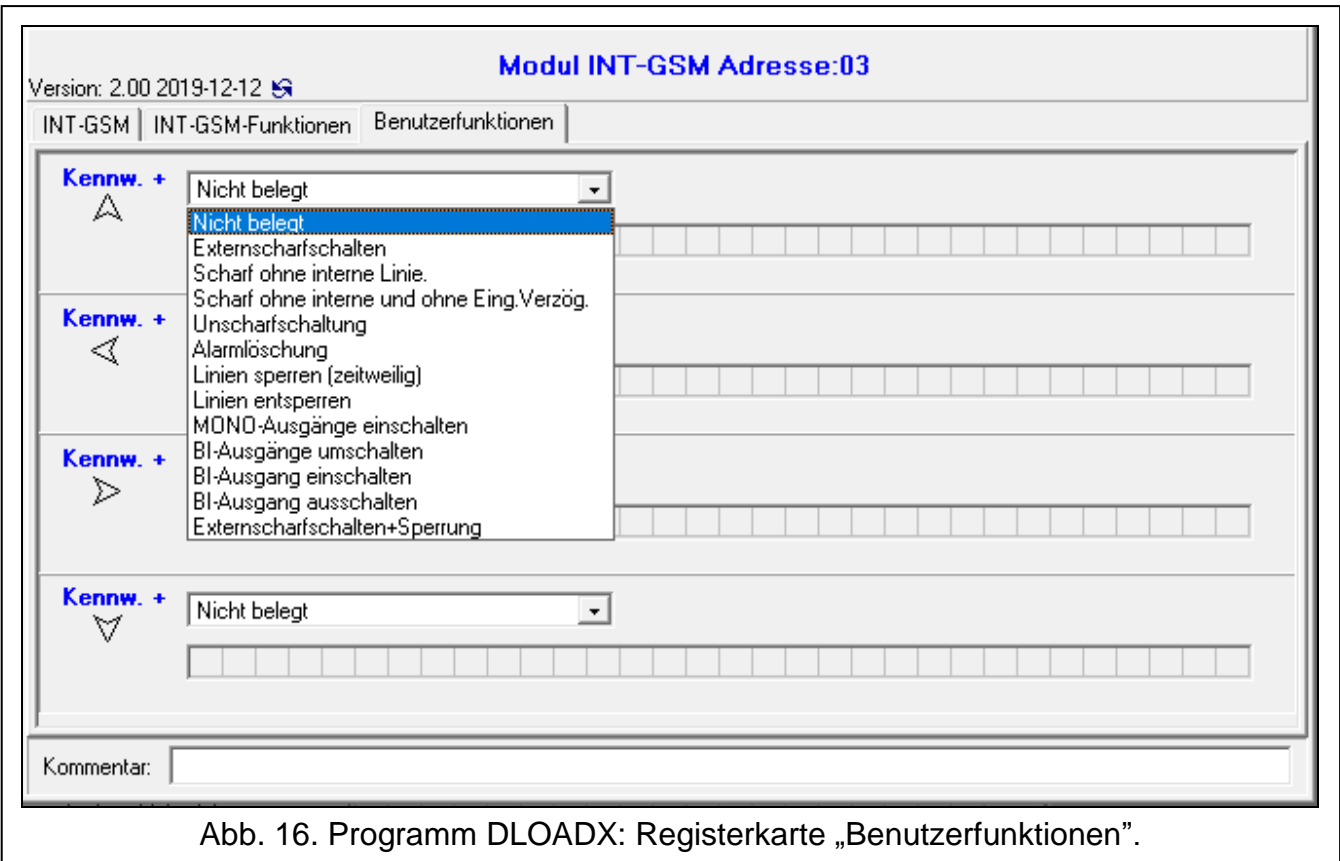 Modul INT-GSM Adresse:03
Version: 2.00 2019-12-12
INT-GSM INT-GSM-Funktionen Benutzerfunktionen
Kennw. +
Nicht belegt
Nicht belegt
Externscharfschalten
Scharf ohne interne Linie.
Scharf ohne interne und ohne Eing.Verzög.
Kennw. +
Unscharfschaltung
Alarmlöschung
Linien sperren (zeitweilig)
Linien entsperren
MONO-Ausgänge einschalten
Kennw. +
BI-Ausgänge umschalten
BI-Ausgang einschalten
BI-Ausgang ausschalten
Externscharfschalten+Sperrung
Kennw. +
Nicht belegt
Kommentar:
Abb. 16. Programm DLOADX: Registerkarte „Benutzerfunktionen”.